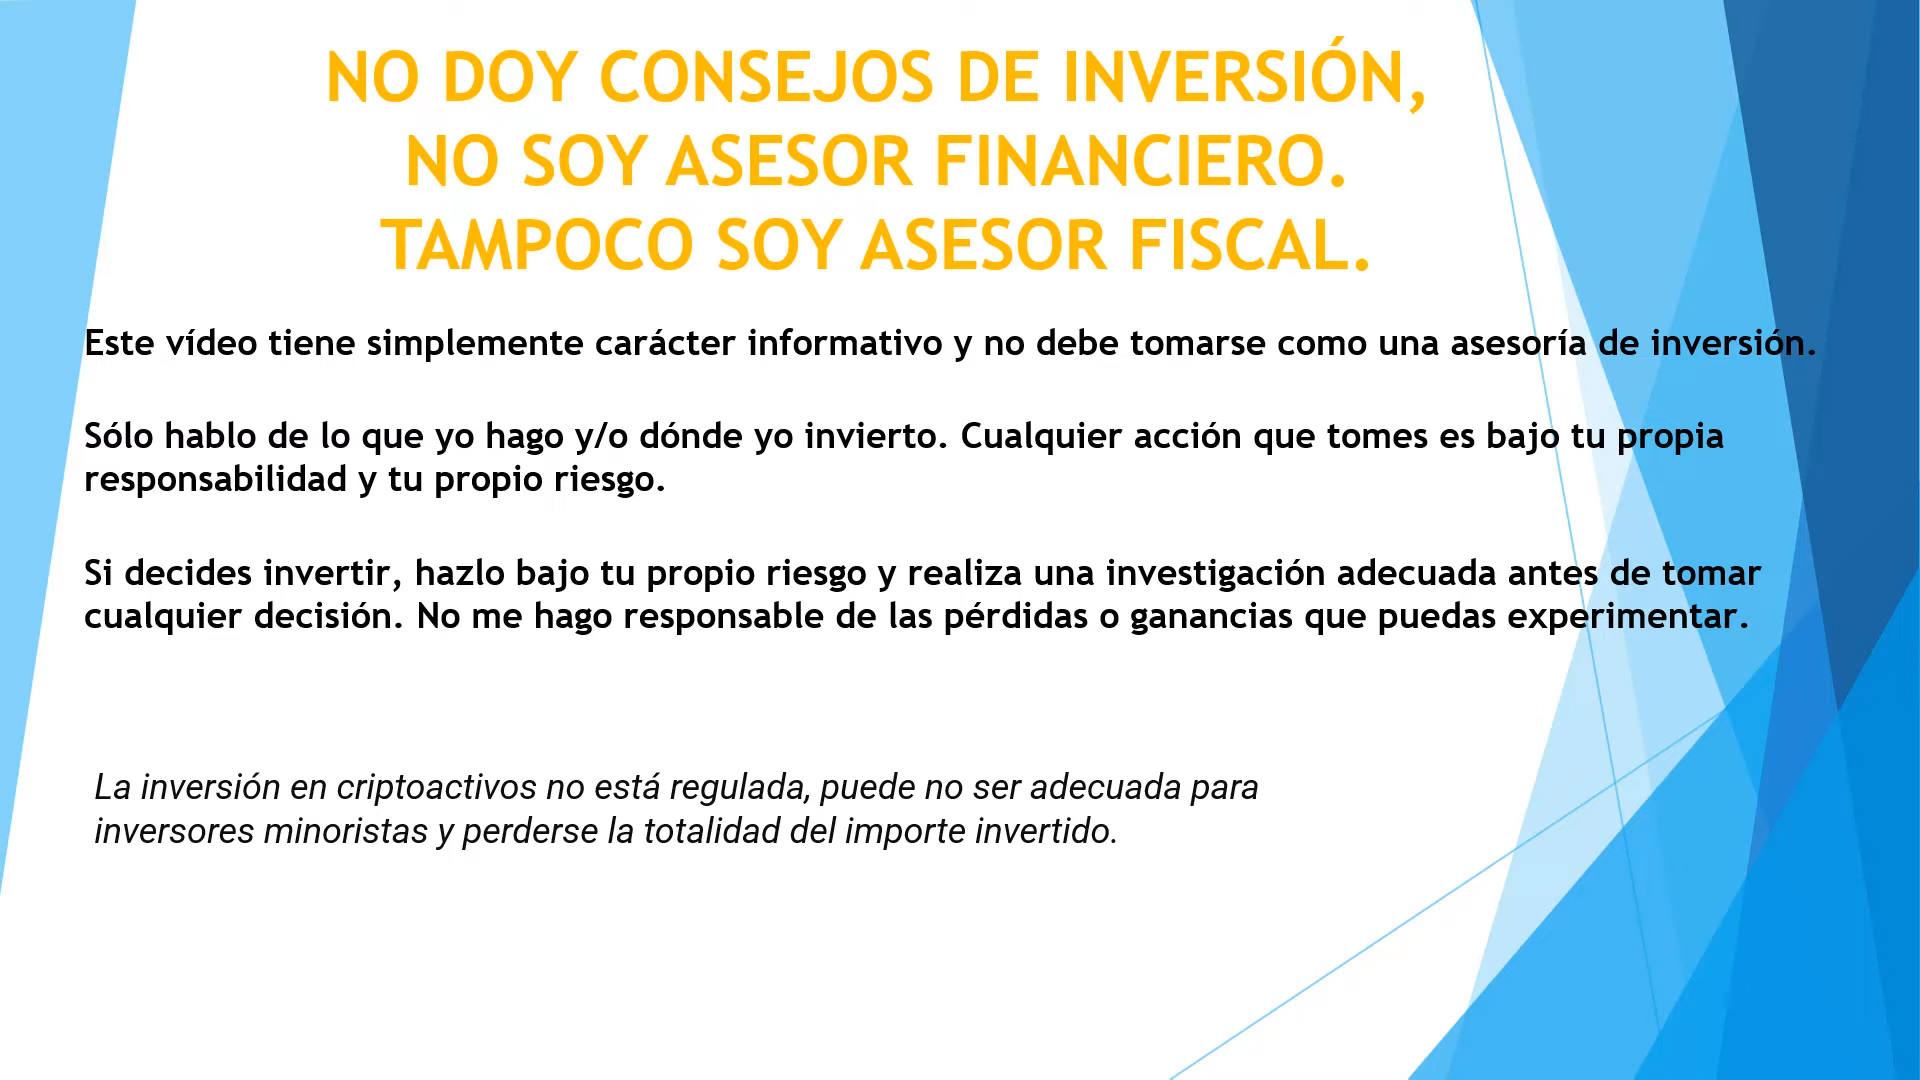 NO DOY CONSEJOS DE INVERSIÓN,
NO SOY ASESOR FINANCIERO.
TAMPOCO SOY ASESOR FISCAL.
Este vídeo tiene simplemente carácter informativo y no debe tomarse como una asesoría de inversión.
Sólo hablo de lo que yo hago y/o dónde yo invierto. Cualquier acción que tomes es bajo tu propia
responsabilidad y tu propio riesgo.
Si decides invertir, hazlo bajo tu propio riesgo y realiza una investigación adecuada antes de tomar
cualquier decisión. No me hago responsable de las pérdidas o ganancias que puedas experimentar.
La inversión en criptoactivos no está regulada, puede no ser adecuada para
inversores minoristas y perderse la totalidad del importe invertido.